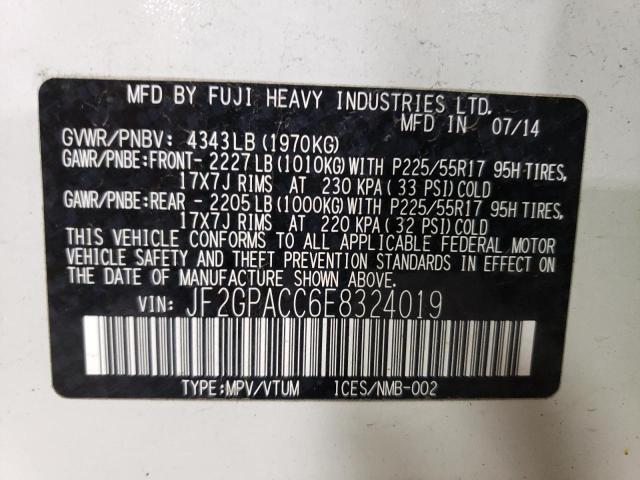 MFD BY FUJI HEAVY INDUSTRIES LTD.
MFD IN 07/14
GVWR/PNBV: 4343LB(1970KG)
GAWR/PNBE:FRONT- 2227LB(1010KG)WITH P225/55R17 95H TIRES,
17X7J RIMS AT 230 KPA(33 PSI)COLD
GAWR/PNBE:REAR - 2205LB(1000KG)WITH P225/55R17 95H TIRES,
17X7J RIMS AT 220 KPA(32 PSI)COLD
THIS VEHICLE CONFORMS TO ALL APPLICABLE FEDERAL MOTOR
VEHICLE SAFETY AND THEFT PREVENTION STANDARDS IN EFFECT
ON THE DATE OF MANUFACTURE SHOWN ABOVE.
VIN: JF2GPACC6E8324019
TYPE:MPV/VTUM ICES/NMB-002